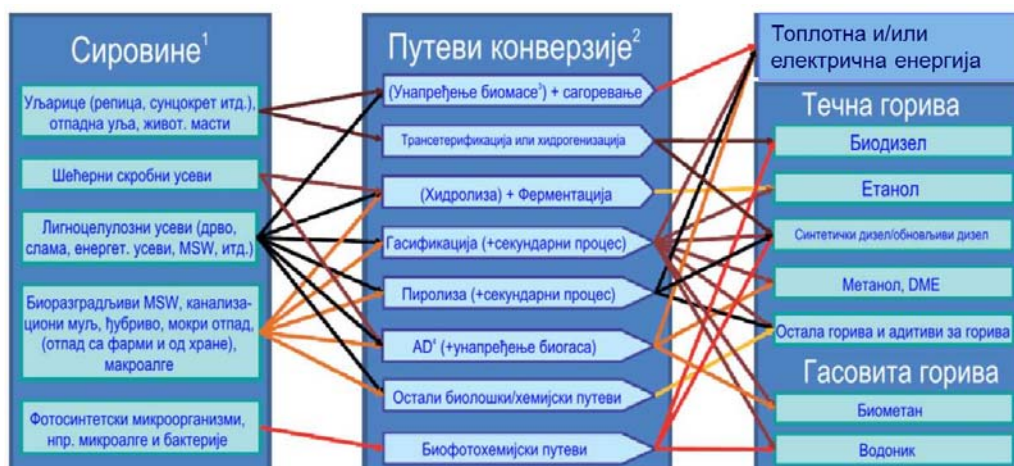 Сировине¹
Уљарице (репица, сунцокрет итд.),
отпадна уља, живот. масти
Шећерни скробни усеви
Лигноцелулозни усеви (дрво,
слама, енергет. усеви, MSW, итд.)
Биоразградљиви MSW, канализа-
циони муљ, ђубриво, мокри отпад,
(отпад са фарми и од хране),
макроалге
Фотосинтетски микроорганизми,
нпр. микроалге и бактерије
Путеви конверзије²
(Унапређење биомасе³) + сагоревање
Трансетерификација или хидрогенизација
(Хидролиза) + Ферментација
Гасификација (+секундарни процес)
Пиролиза (+секундарни процес)
AD⁴ (+унапређење биогаса)
Остали биолошки/хемијски путеви
Биофотохемијски путеви
Топлотна и/или
електрична енергија
Течна горива
Биодизел
Етанол
Синтетички дизел/обновљиви дизел
Метанол, DME
Остала горива и адитиви за горива
Гасовита горива
Биометан
Водоник